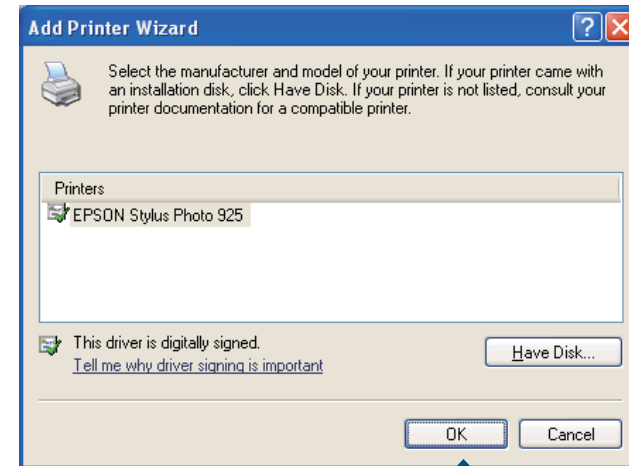 Add Printer Wizard
Select the manufacturer and model of your printer. If your printer came with
an installation disk, click Have Disk. If your printer is not listed, consult your
printer documentation for a compatible printer.
Printers
EPSON Stylus Photo 925
This driver is digitally signed.
Tell me why driver signing is important
Have Disk...
OK
Cancel